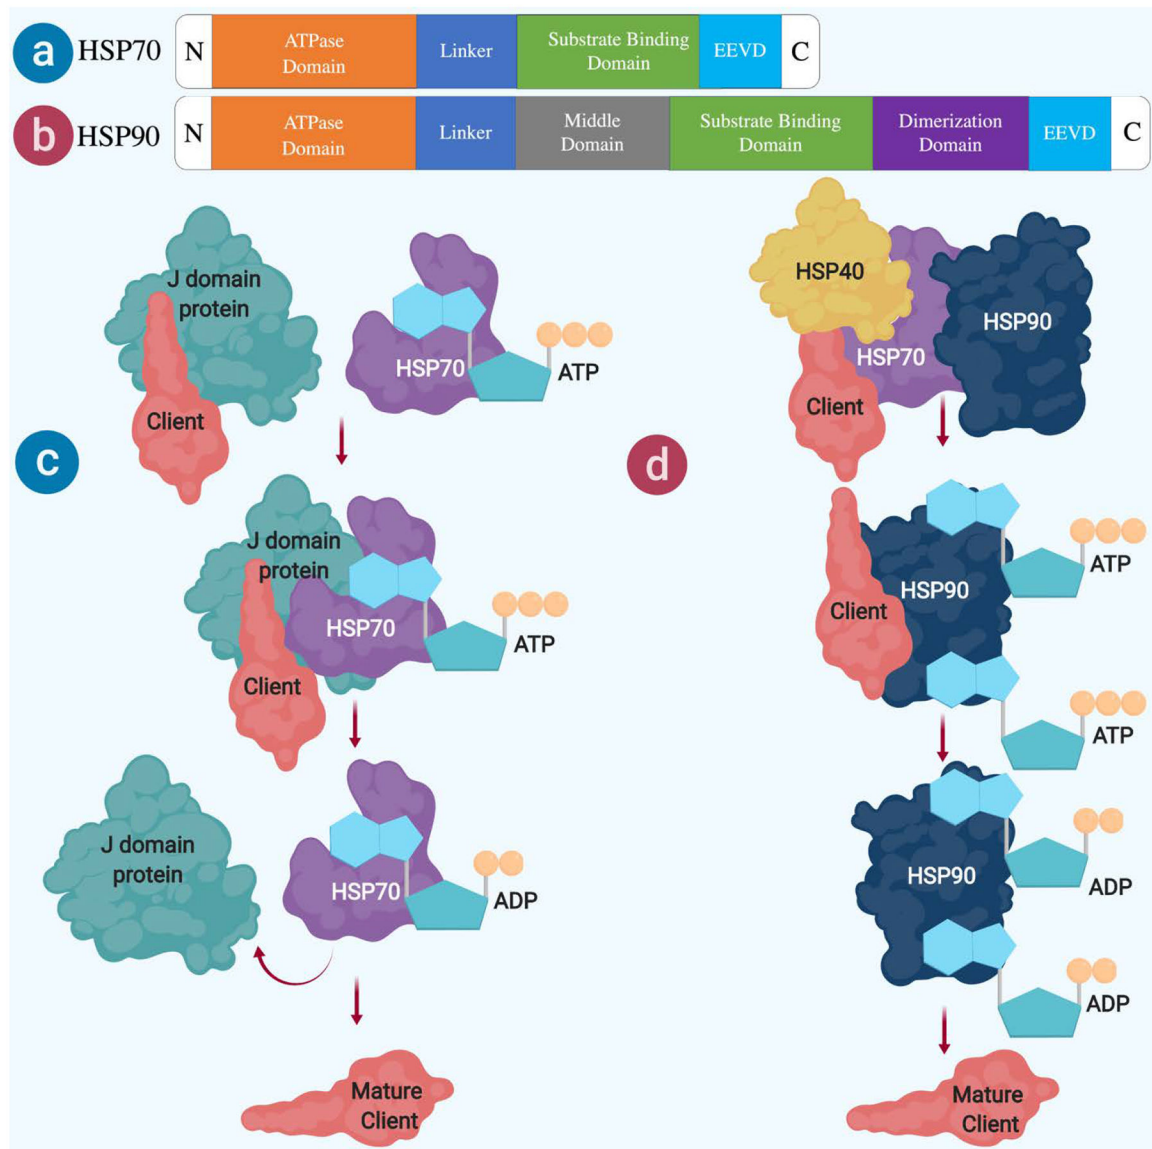 a HSP70 N ATPase Domain Linker Substrate Binding Domain EEVD C
b HSP90 N ATPase Domain Linker Middle Domain Substrate Binding Domain Dimerization Domain EEVD C
c
J domain
protein
Client
HSP70
ATP
J domain
protein
Client
HSP70
ATP
J domain
protein
HSP70
ADP
Mature
Client
d
HSP40
HSP70
HSP90
Client
Client
HSP90
ATP
ATP
HSP90
ADP
ADP
Mature
Client